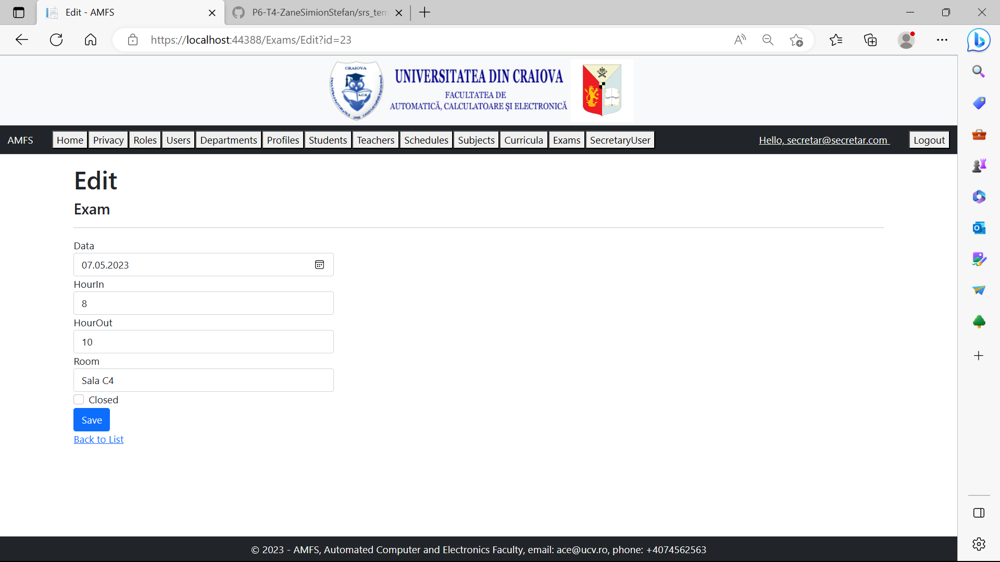 Edit - AMFS
P6-T4-ZaneSimionStefan/srs_tem
https://localhost:44388/Exams/Edit?id=23
CRAIOVA
A.C.E
UNIVERSITATEA DIN CRAIOVA
FACULTATEA DE
AUTOMATICĂ, CALCULATOARE ȘI ELECTRONICĂ
AMFS
Home
Privacy
Roles
Users
Departments
Profiles
Students
Teachers
Schedules
Subjects
Curricula
Exams
SecretaryUser
Hello, secretar@secretar.com
Logout
Edit
Exam
Data
07.05.2023
HourIn
8
HourOut
10
Room
Sala C4
Closed
Save
Back to List
© 2023 - AMFS, Automated Computer and Electronics Faculty, email: ace@ucv.ro, phone: +4074562563